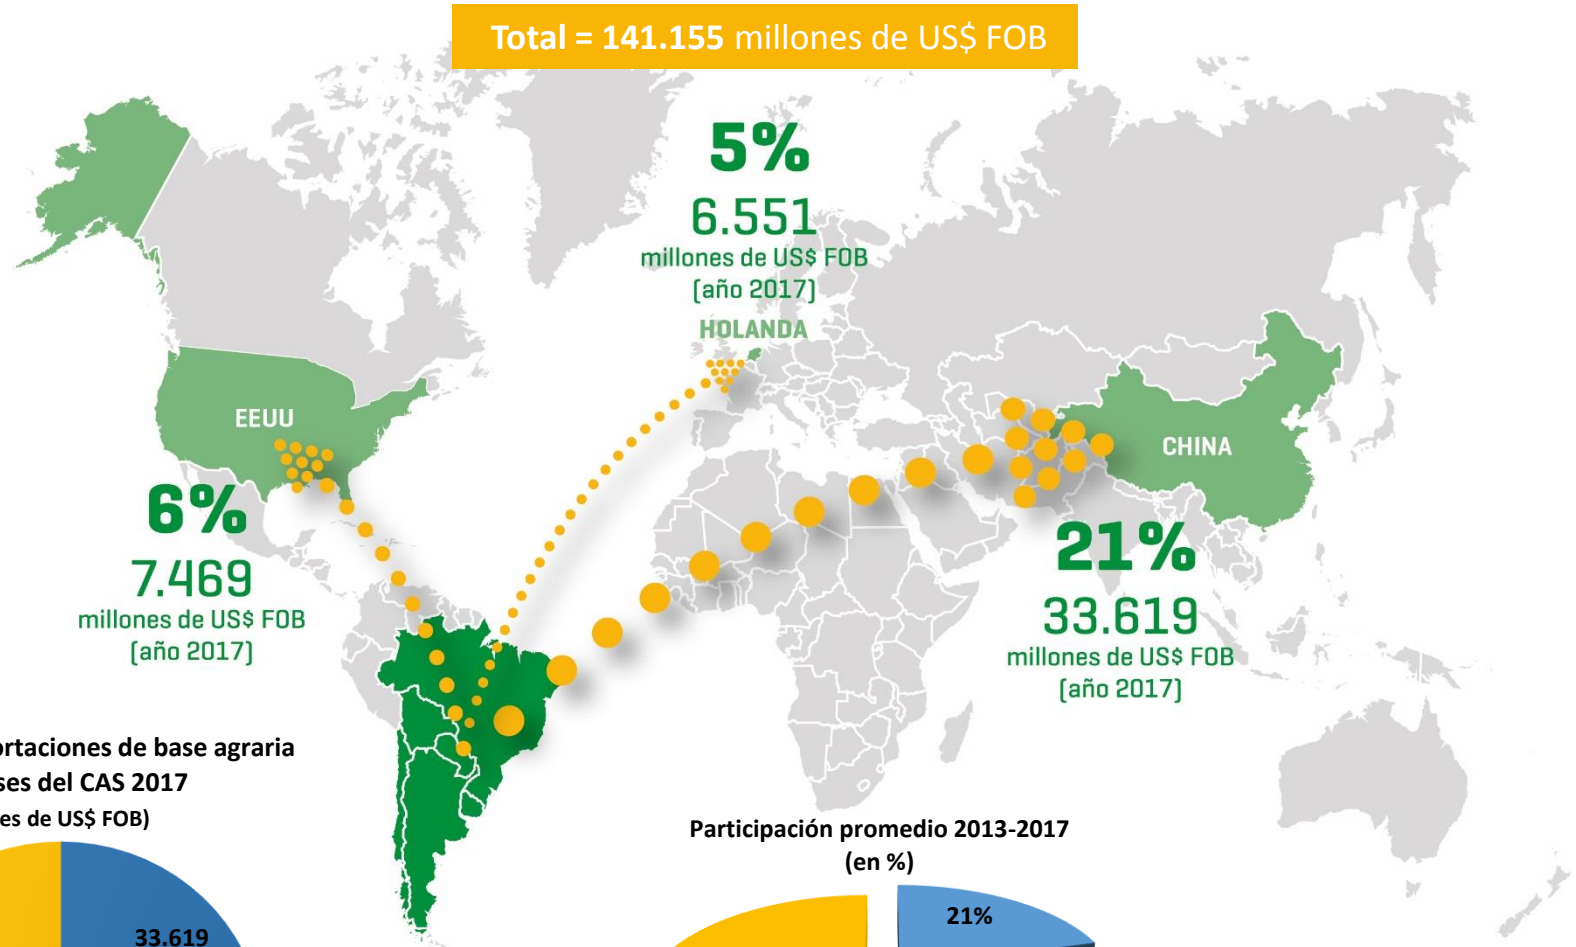 Total = 141.155 millones de US$ FOB
5%
6.551
millones de US$ FOB
(año 2017)
HOLANDA
EEUU
CHINA
6%
7.469
millones de US$ FOB
(año 2017)
21%
33.619
millones de US$ FOB
(año 2017)
rtaciones de base agraria
ses del CAS 2017
es de US$ FOB)
33.619
Participación promedio 2013-2017
(en %)
21%